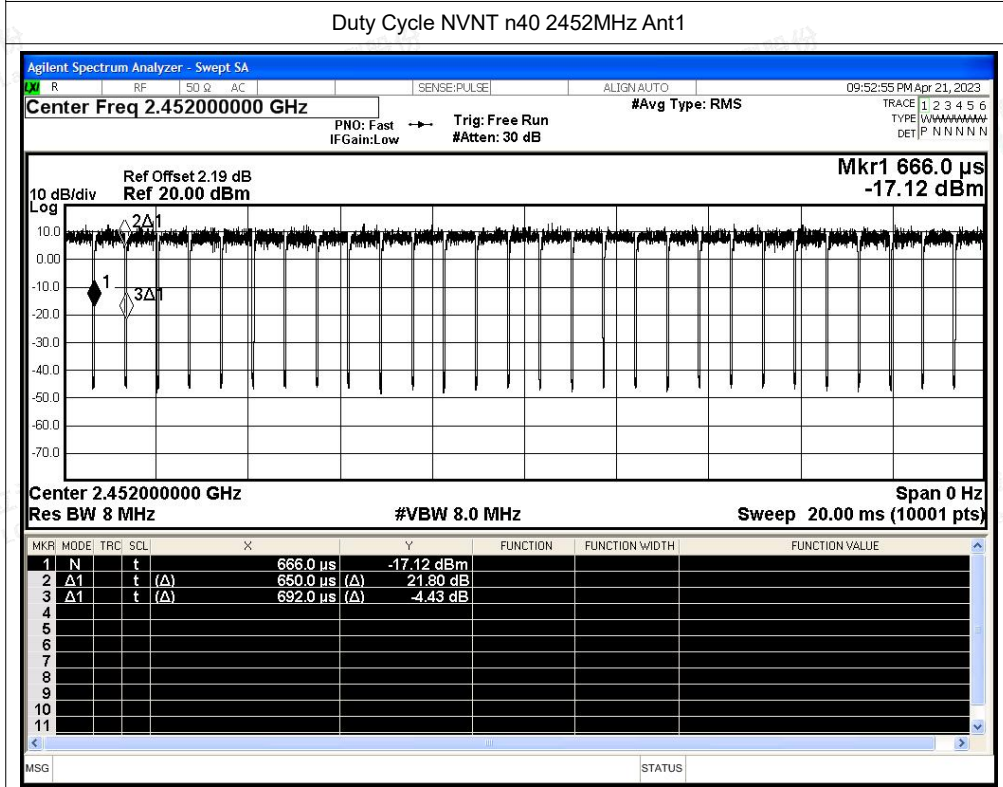 Duty Cycle NVNT n40 2452MHz Ant1
Agilent Spectrum Analyzer - Swept SA
LXI R RF 50 Ω AC SENSE:PULSE ALIGN AUTO 09:52:55 PM Apr 21, 2023
Center Freq 2.452000000 GHz #Avg Type: RMS TRACE 1 2 3 4 5 6
PNO: Fast Trig: Free Run TYPE WWWWWW
IFGain:Low #Atten: 30 dB DET P N N N N N
Mkr1 666.0 µs
Ref Offset 2.19 dB
10 dB/div Ref 20.00 dBm -17.12 dBm
Log
10.0
2Δ1
0.00
-10.0
1
3Δ1
-20.0
-30.0
-40.0
-50.0
-60.0
-70.0
Center 2.452000000 GHz Span 0 Hz
Res BW 8 MHz #VBW 8.0 MHz Sweep 20.00 ms (10001 pts)
MKR MODE TRC SCL X Y FUNCTION FUNCTION WIDTH FUNCTION VALUE
1 N t 666.0 µs -17.12 dBm
2 Δ1 t (Δ) 650.0 µs (Δ) 21.80 dB
3 Δ1 t (Δ) 692.0 µs (Δ) -4.43 dB
4
5
6
7
8
9
10
11
MSG STATUS